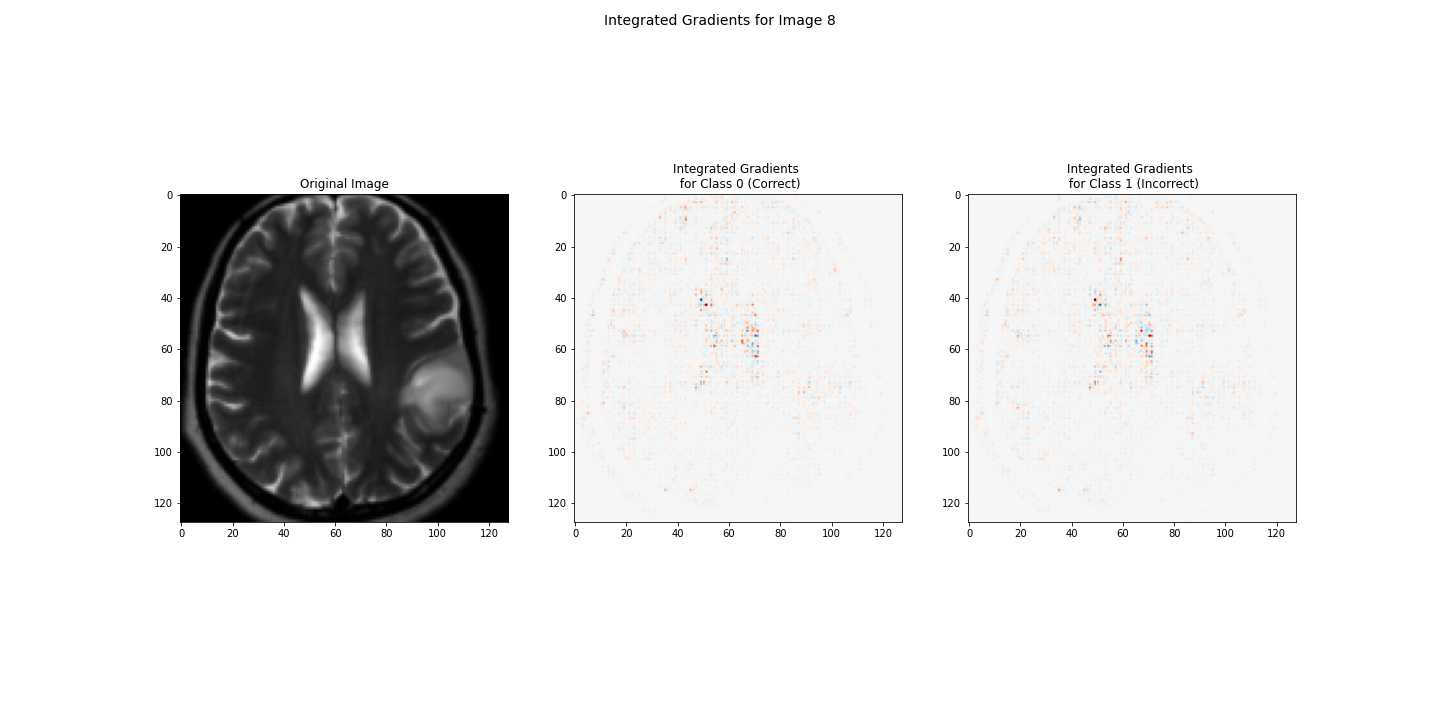 Integrated Gradients for Image 8
Original Image
0
20
40
60
80
100
120
0 20 40 60 80 100 120
Integrated Gradients
for Class 0 (Correct)
0
20
40
60
80
100
120
0 20 40 60 80 100 120
Integrated Gradients
for Class 1 (Incorrect)
0
20
40
60
80
100
120
0 20 40 60 80 100 120